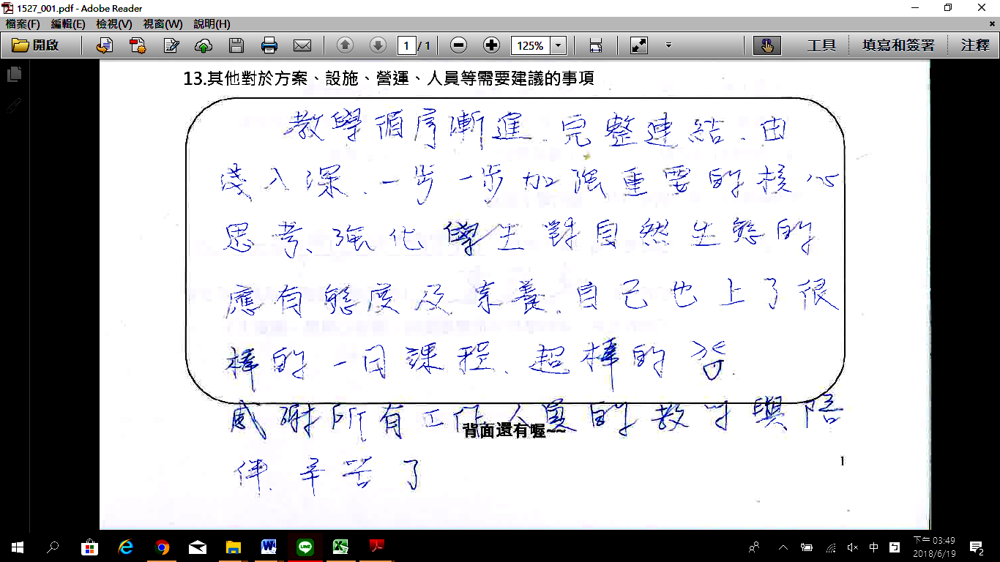 1527_001.pdf - Adobe Reader
檔案(F) 編輯(E) 檢視(V) 視窗(W) 說明(H)
開啟 1 / 1 125% 工具 填寫和簽署 注釋
13.其他對於方案、設施、營運、人員等需要建議的事項
教學循序漸進、完整連結、由
淺入深、一步一步加強重要的核心
思考、強化學生對自然生態的
應有態度及素養、自己也上了很
棒的一日課程、超棒的
感謝所有工作人員的教導與陪
背面還有喔~~
伴、辛苦了
1
中
下午 03:49
2018/6/19
2